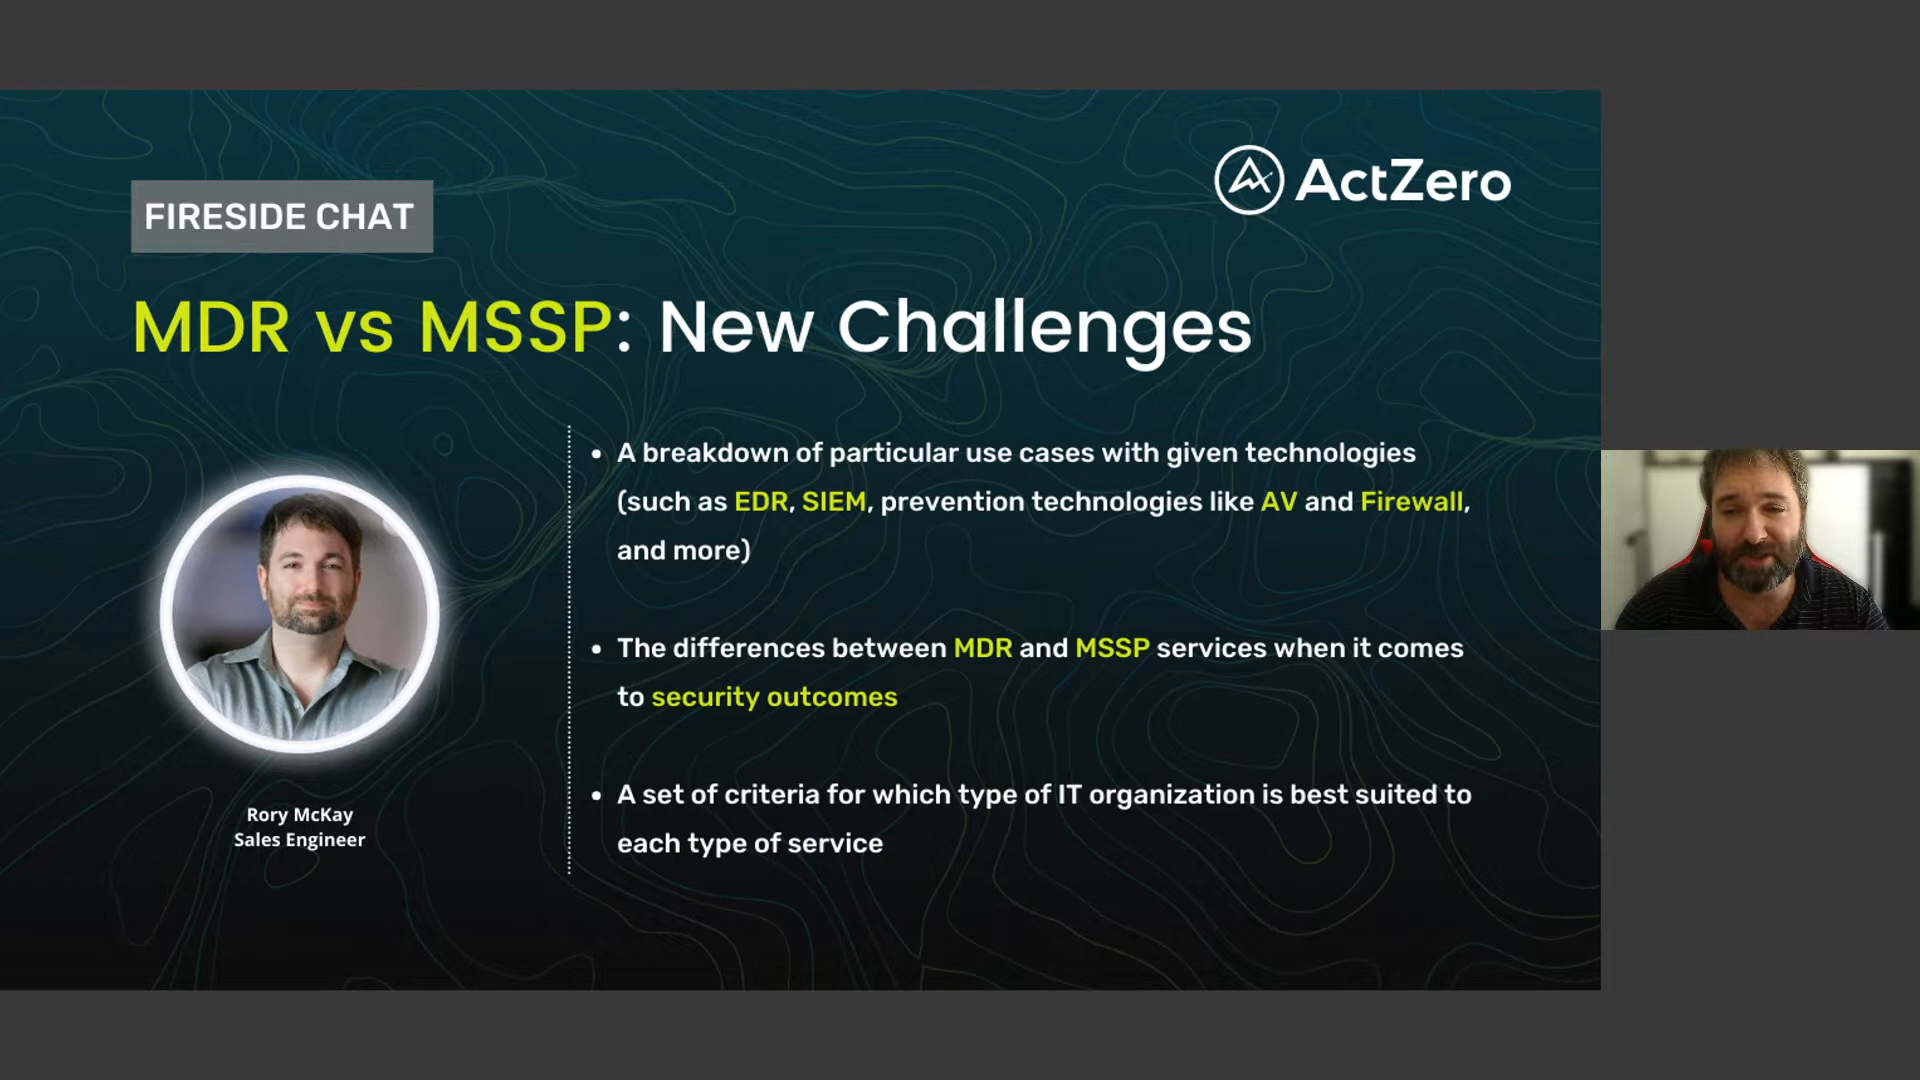 ActZero
FIRESIDE CHAT
MDR vs MSSP: New Challenges
• A breakdown of particular use cases with given technologies
(such as EDR, SIEM, prevention technologies like AV and Firewall,
and more)
• The differences between MDR and MSSP services when it comes
to security outcomes
• A set of criteria for which type of IT organization is best suited to
each type of service
Rory McKay
Sales Engineer